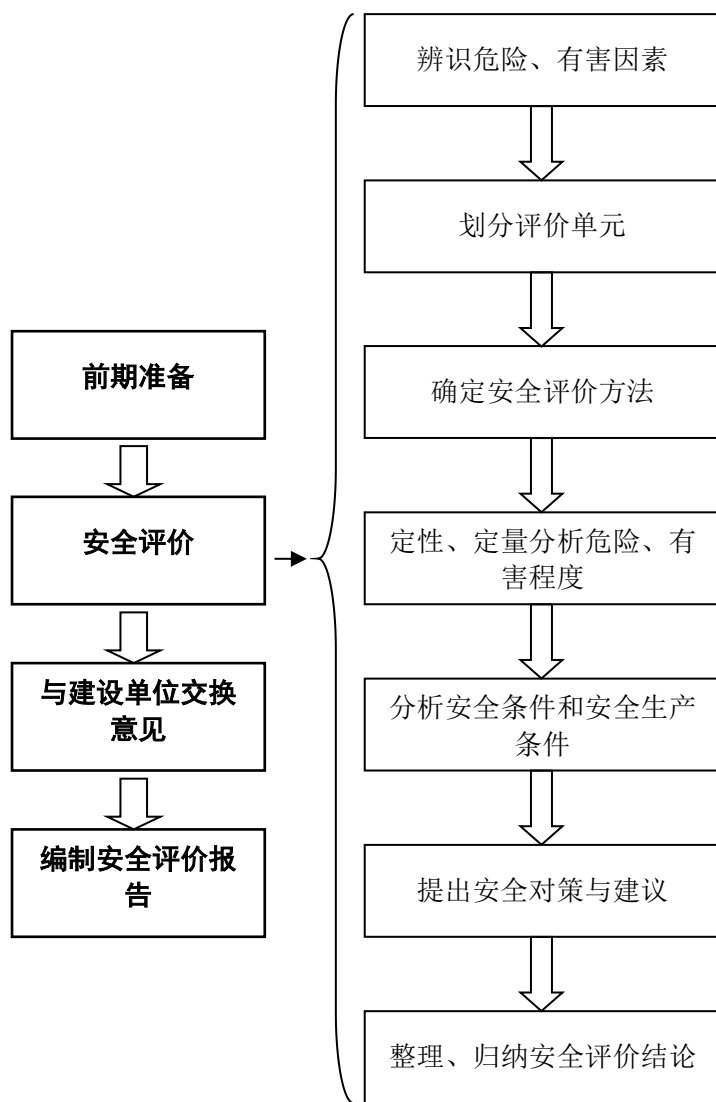 前期准备
安全评价
与建设单位交换
意见
编制安全评价报
告
辨识危险、有害因素
划分评价单元
确定安全评价方法
定性、定量分析危险、有
害程度
分析安全条件和安全生产
条件
提出安全对策与建议
整理、归纳安全评价结论